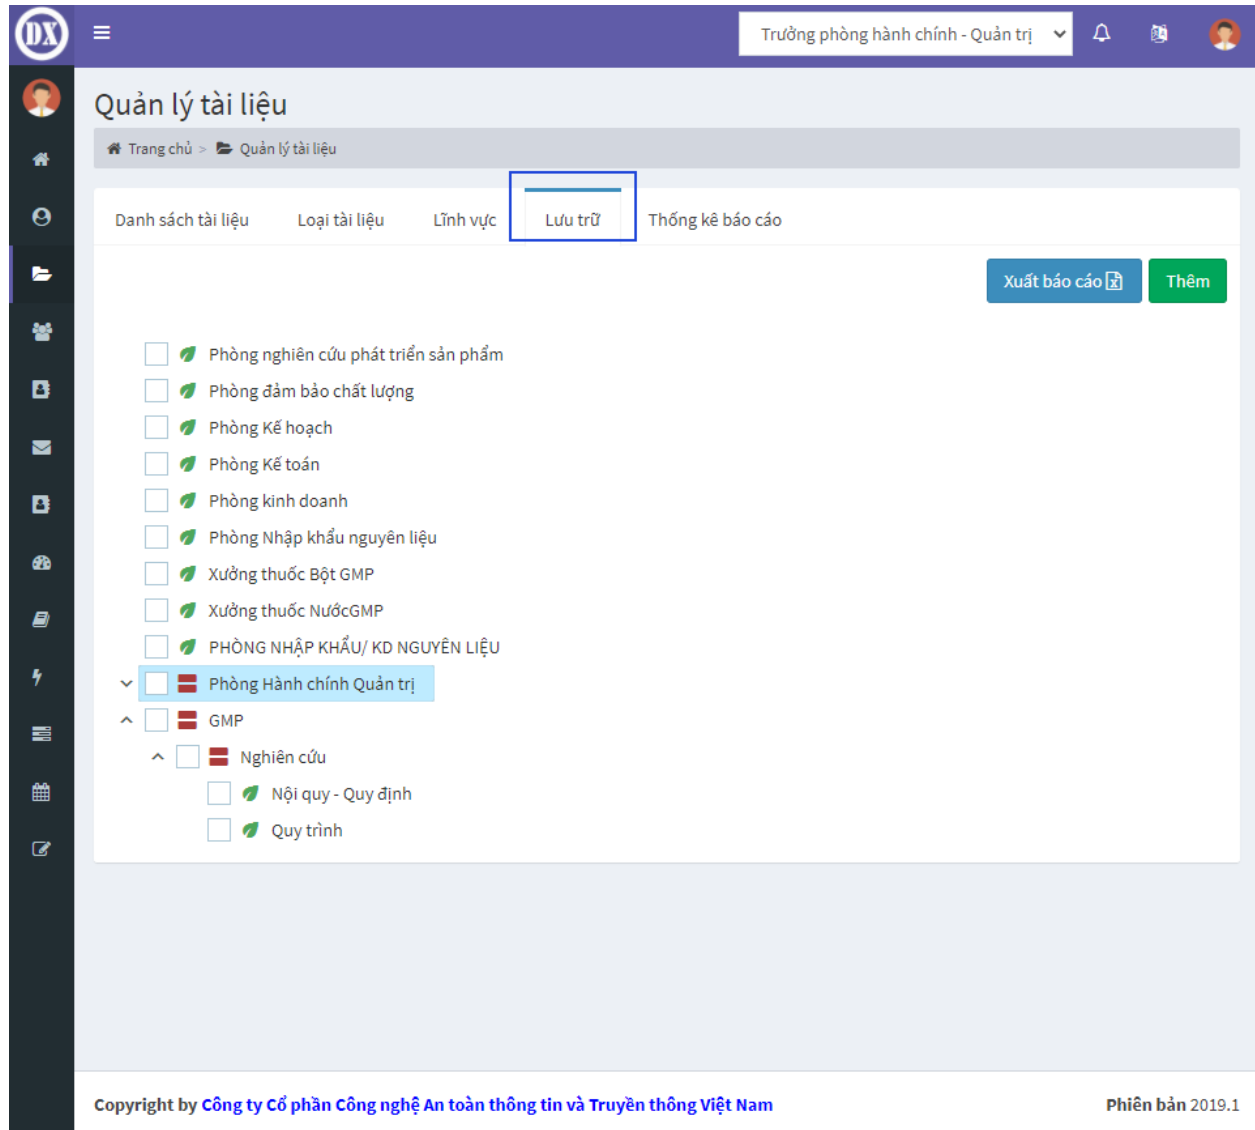 DX
Trưởng phòng hành chính - Quản trị
Quản lý tài liệu
Trang chủ > Quản lý tài liệu
Danh sách tài liệu Loại tài liệu Lĩnh vực Lưu trữ Thống kê báo cáo
Xuất báo cáo Thêm
Phòng nghiên cứu phát triển sản phẩm
Phòng đảm bảo chất lượng
Phòng Kế hoạch
Phòng Kế toán
Phòng kinh doanh
Phòng Nhập khẩu nguyên liệu
Xưởng thuốc Bột GMP
Xưởng thuốc NướcGMP
PHÒNG NHẬP KHẨU/ KD NGUYÊN LIỆU
Phòng Hành chính Quản trị
GMP
Nghiên cứu
Nội quy - Quy định
Quy trình
Copyright by Công ty Cổ phần Công nghệ An toàn thông tin và Truyền thông Việt Nam Phiên bản 2019.1